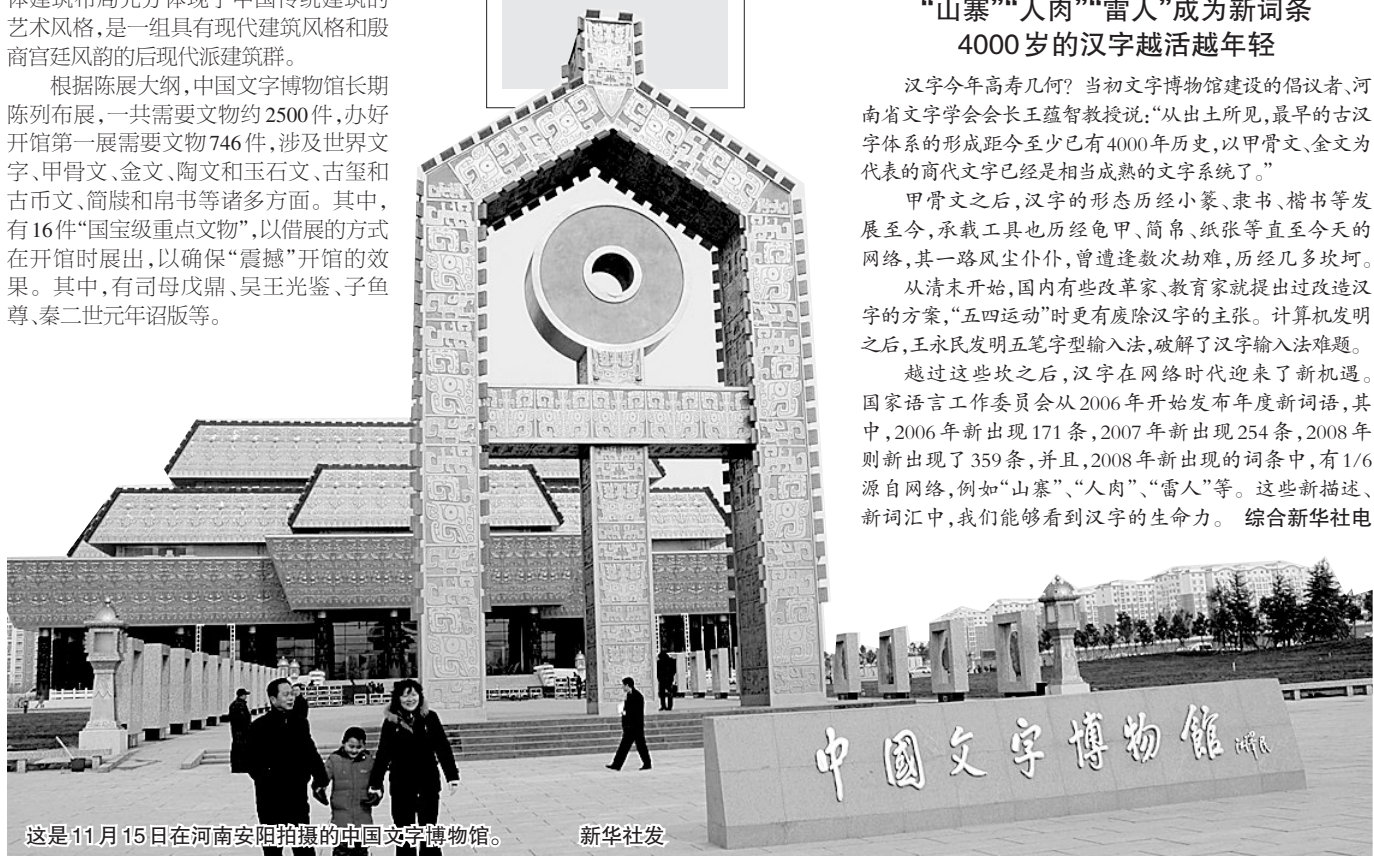 体建筑布局充分体现了中国传统建筑的
艺术风格,是一组具有现代建筑风格和殷
商宫廷风韵的后现代派建筑群。
根据陈展大纲,中国文字博物馆长期
陈列布展,一共需要文物约2500件,办好
开馆第一展需要文物746件,涉及世界文
字、甲骨文、金文、陶文和玉石文、古玺和
古币文、简牍和帛书等诸多方面。其中,
有16件“国宝级重点文物”,以借展的方式
在开馆时展出,以确保“震撼”开馆的效
果。其中,有司母戊鼎、吴王光鉴、子鱼
尊、秦二世元年诏版等。
“山寨”“人肉”“雷人”成为新词条
4000岁的汉字越活越年轻
汉字今年高寿几何?当初文字博物馆建设的倡议者、河
南省文字学会会长王蕴智教授说:“从出土所见,最早的古汉
字体系的形成距今至少已有4000年历史,以甲骨文、金文为
代表的商代文字已经是相当成熟的文字系统了。”
甲骨文之后,汉字的形态历经小篆、隶书、楷书等发
展至今,承载工具也历经龟甲、简帛、纸张等直至今天的
网络,其一路风尘仆仆,曾遭逢数次劫难,历经几多坎坷。
从清末开始,国内有些改革家、教育家就提出过改造汉
字的方案,“五四运动”时更有废除汉字的主张。计算机发明
之后,王永民发明五笔字型输入法,破解了汉字输入法难题。
越过这些坎之后,汉字在网络时代迎来了新机遇。
国家语言工作委员会从2006年开始发布年度新词语,其
中,2006年新出现171条,2007年新出现254条,2008年
则新出现了359条,并且,2008年新出现的词条中,有1/6
源自网络,例如“山寨”、“人肉”、“雷人”等。这些新描述、
新词汇中,我们能够看到汉字的生命力。 综合新华社电
中國文字博物館
这是11月15日在河南安阳拍摄的中国文字博物馆。 新华社发